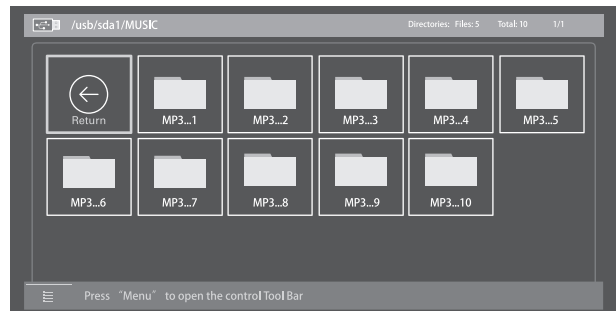 /usb/sda1/MUSIC Directories: Files: 5 Total: 10 1/1
Return MP3...1 MP3...2 MP3...3 MP3...4 MP3...5
MP3...6 MP3...7 MP3...8 MP3...9 MP3...10
Press “Menu” to open the control Tool Bar